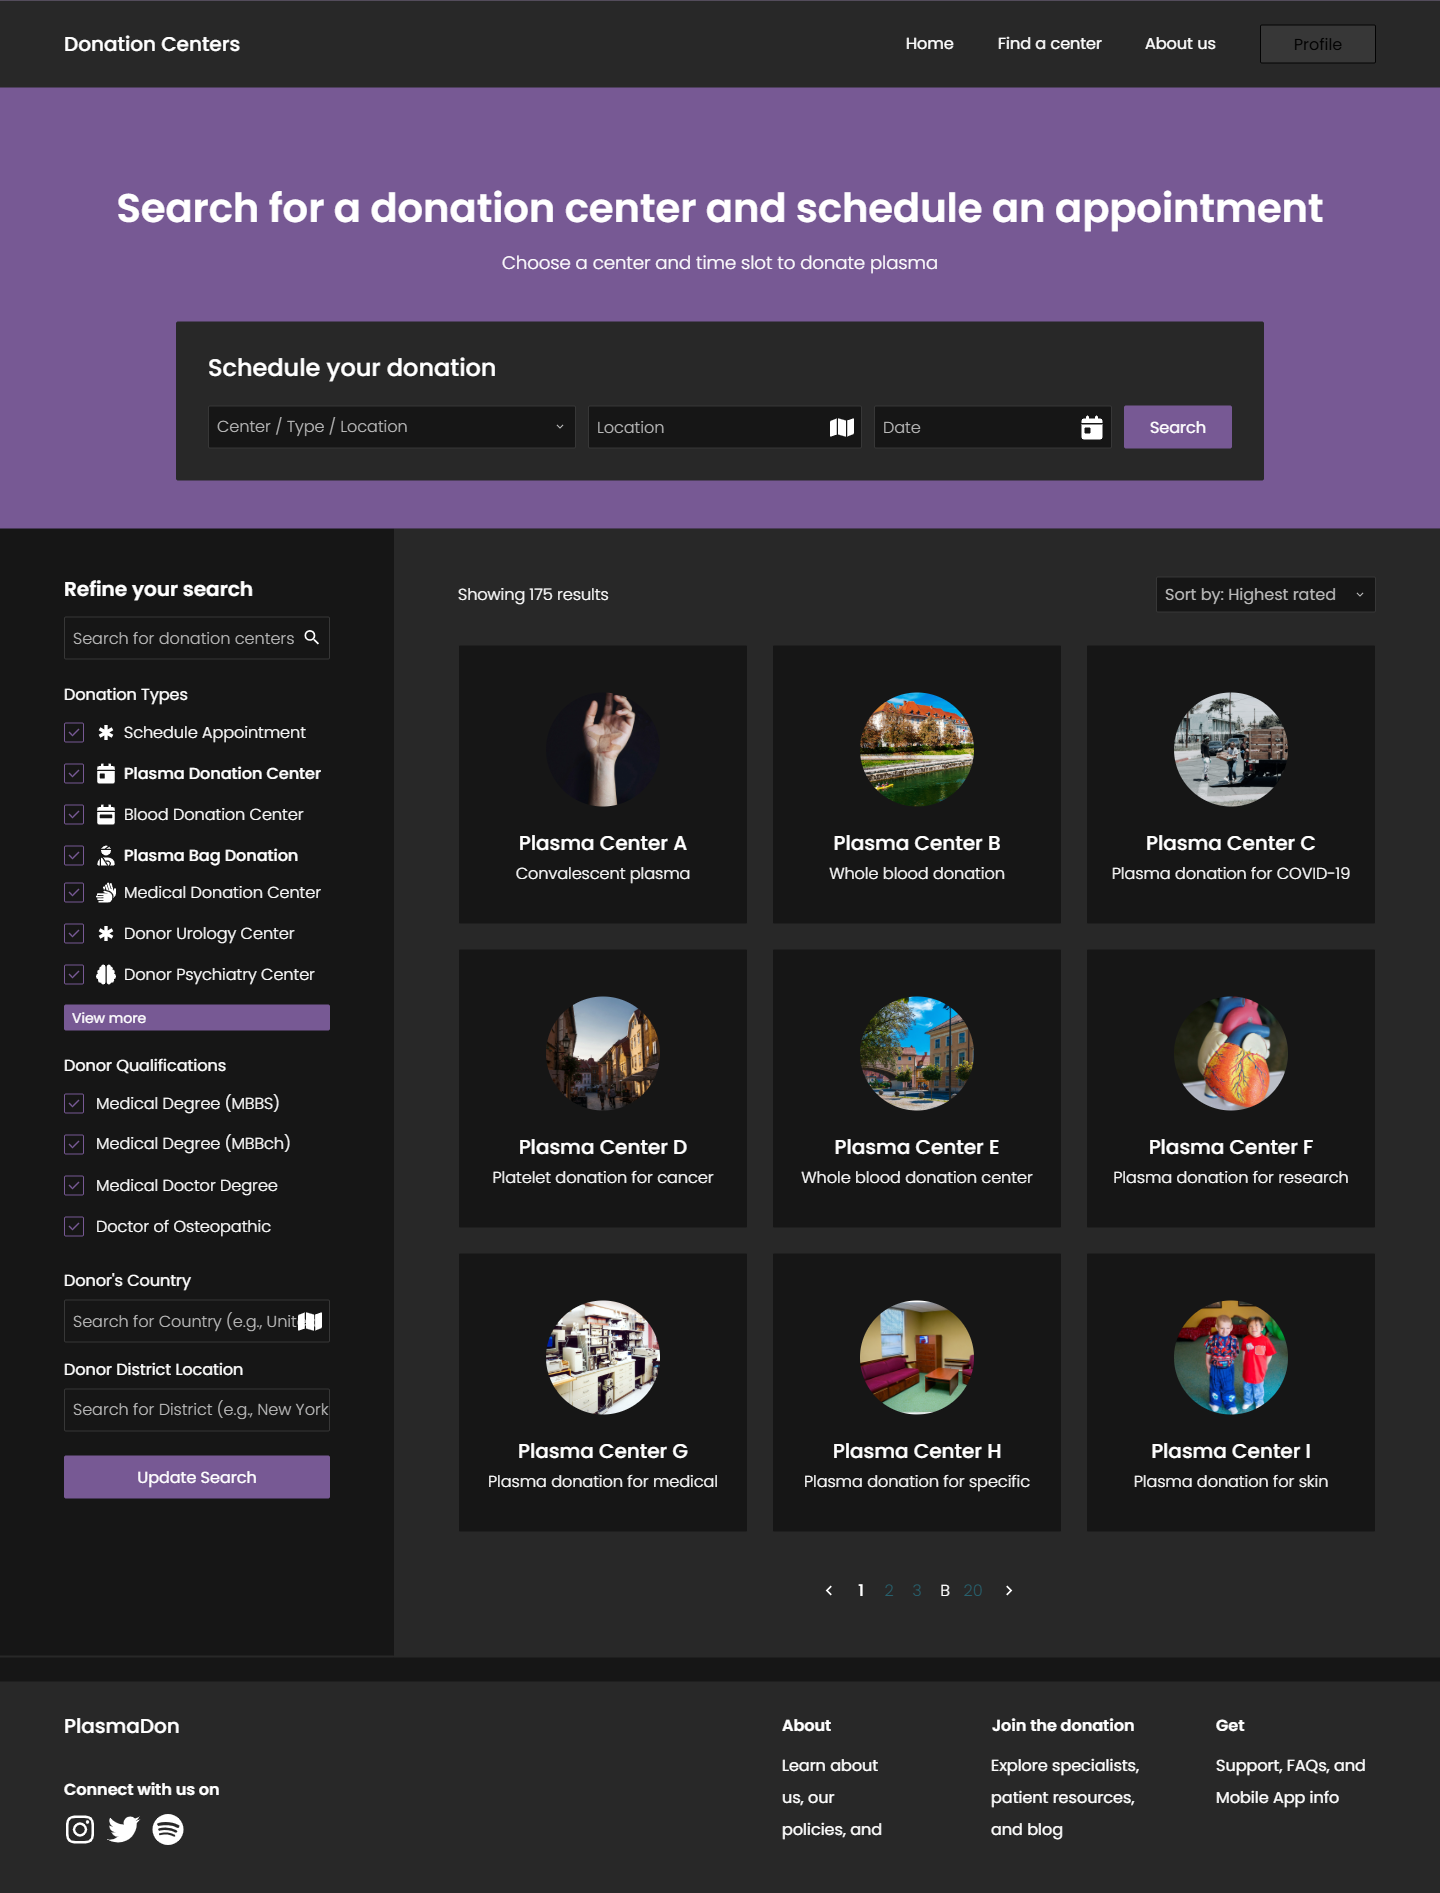 Donation Centers
Home
Find a center
About us
Profile
Search for a donation center and schedule an appointment
Choose a center and time slot to donate plasma
Schedule your donation
Center / Type / Location
Location
Date
Search
Refine your search
Search for donation centers
Donation Types
Schedule Appointment
Plasma Donation Center
Blood Donation Center
Plasma Bag Donation
Medical Donation Center
Donor Urology Center
Donor Psychiatry Center
View more
Donor Qualifications
Medical Degree (MBBS)
Medical Degree (MBBch)
Medical Doctor Degree
Doctor of Osteopathic
Donor's Country
Search for Country (e.g., Unit
Donor District Location
Search for District (e.g., New York
Update Search
Showing 175 results
Sort by: Highest rated
Plasma Center A
Convalescent plasma
Plasma Center B
Whole blood donation
Plasma Center C
Plasma donation for COVID-19
Plasma Center D
Platelet donation for cancer
Plasma Center E
Whole blood donation center
Plasma Center F
Plasma donation for research
Plasma Center G
Plasma donation for medical
Plasma Center H
Plasma donation for specific
Plasma Center I
Plasma donation for skin
1 2 3 B 20
PlasmaDon
Connect with us on
About
Learn about
us, our
policies, and
Join the donation
Explore specialists,
patient resources,
and blog
Get
Support, FAQs, and
Mobile App info